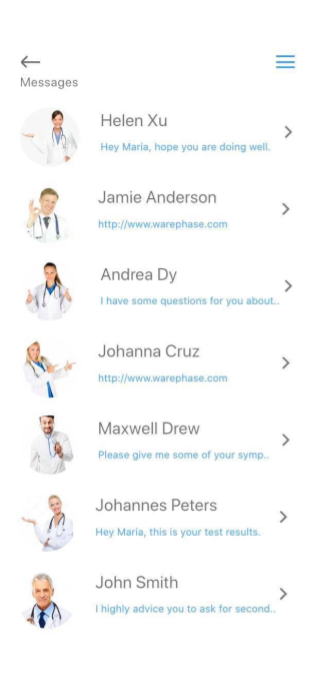 Messages
Helen Xu
Hey Maria, hope you are doing well.
Jamie Anderson
http://www.warephase.com
Andrea Dy
I have some questions for you about..
Johanna Cruz
http://www.warephase.com
Maxwell Drew
Please give me some of your symp..
Johannes Peters
Hey Maria, this is your test results.
John Smith
I highly advice you to ask for second..